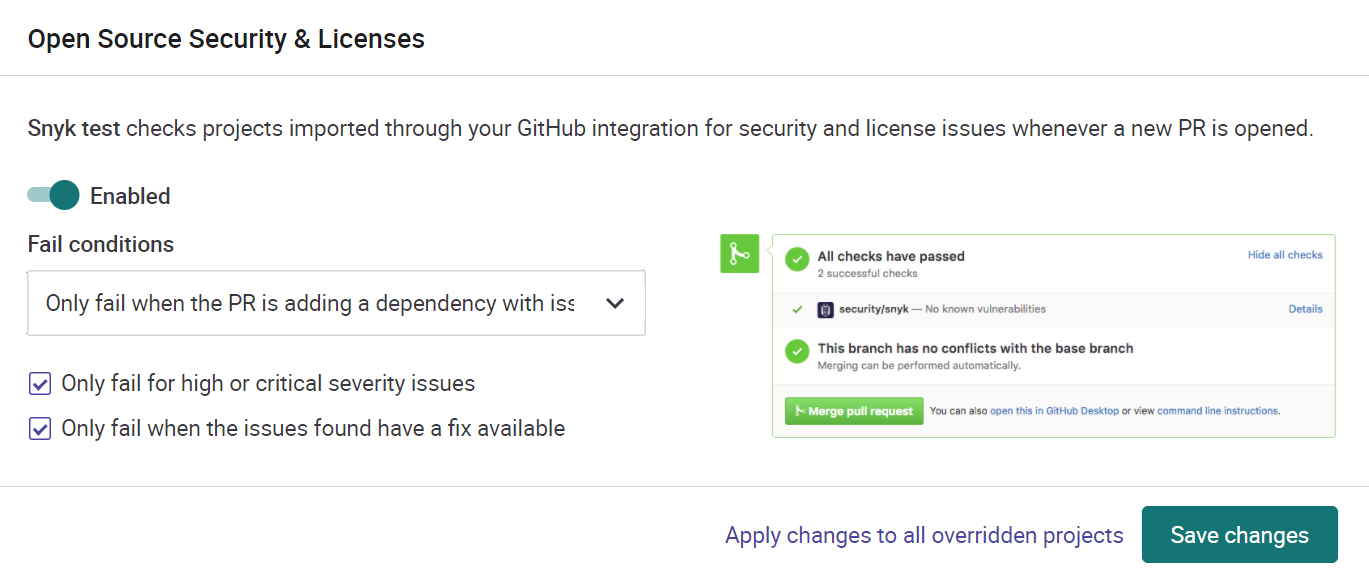 Open Source Security & Licenses
Snyk test checks projects imported through your GitHub integration for security and license issues whenever a new PR is opened.
Enabled
Fail conditions
Only fail when the PR is adding a dependency with iss
Only fail for high or critical severity issues
Only fail when the issues found have a fix available
All checks have passed
Hide all checks
2 successful checks
security/snyk — No known vulnerabilities
Details
This branch has no conflicts with the base branch
Merging can be performed automatically.
Merge pull request
You can also open this in GitHub Desktop or view command line instructions.
Apply changes to all overridden projects
Save changes